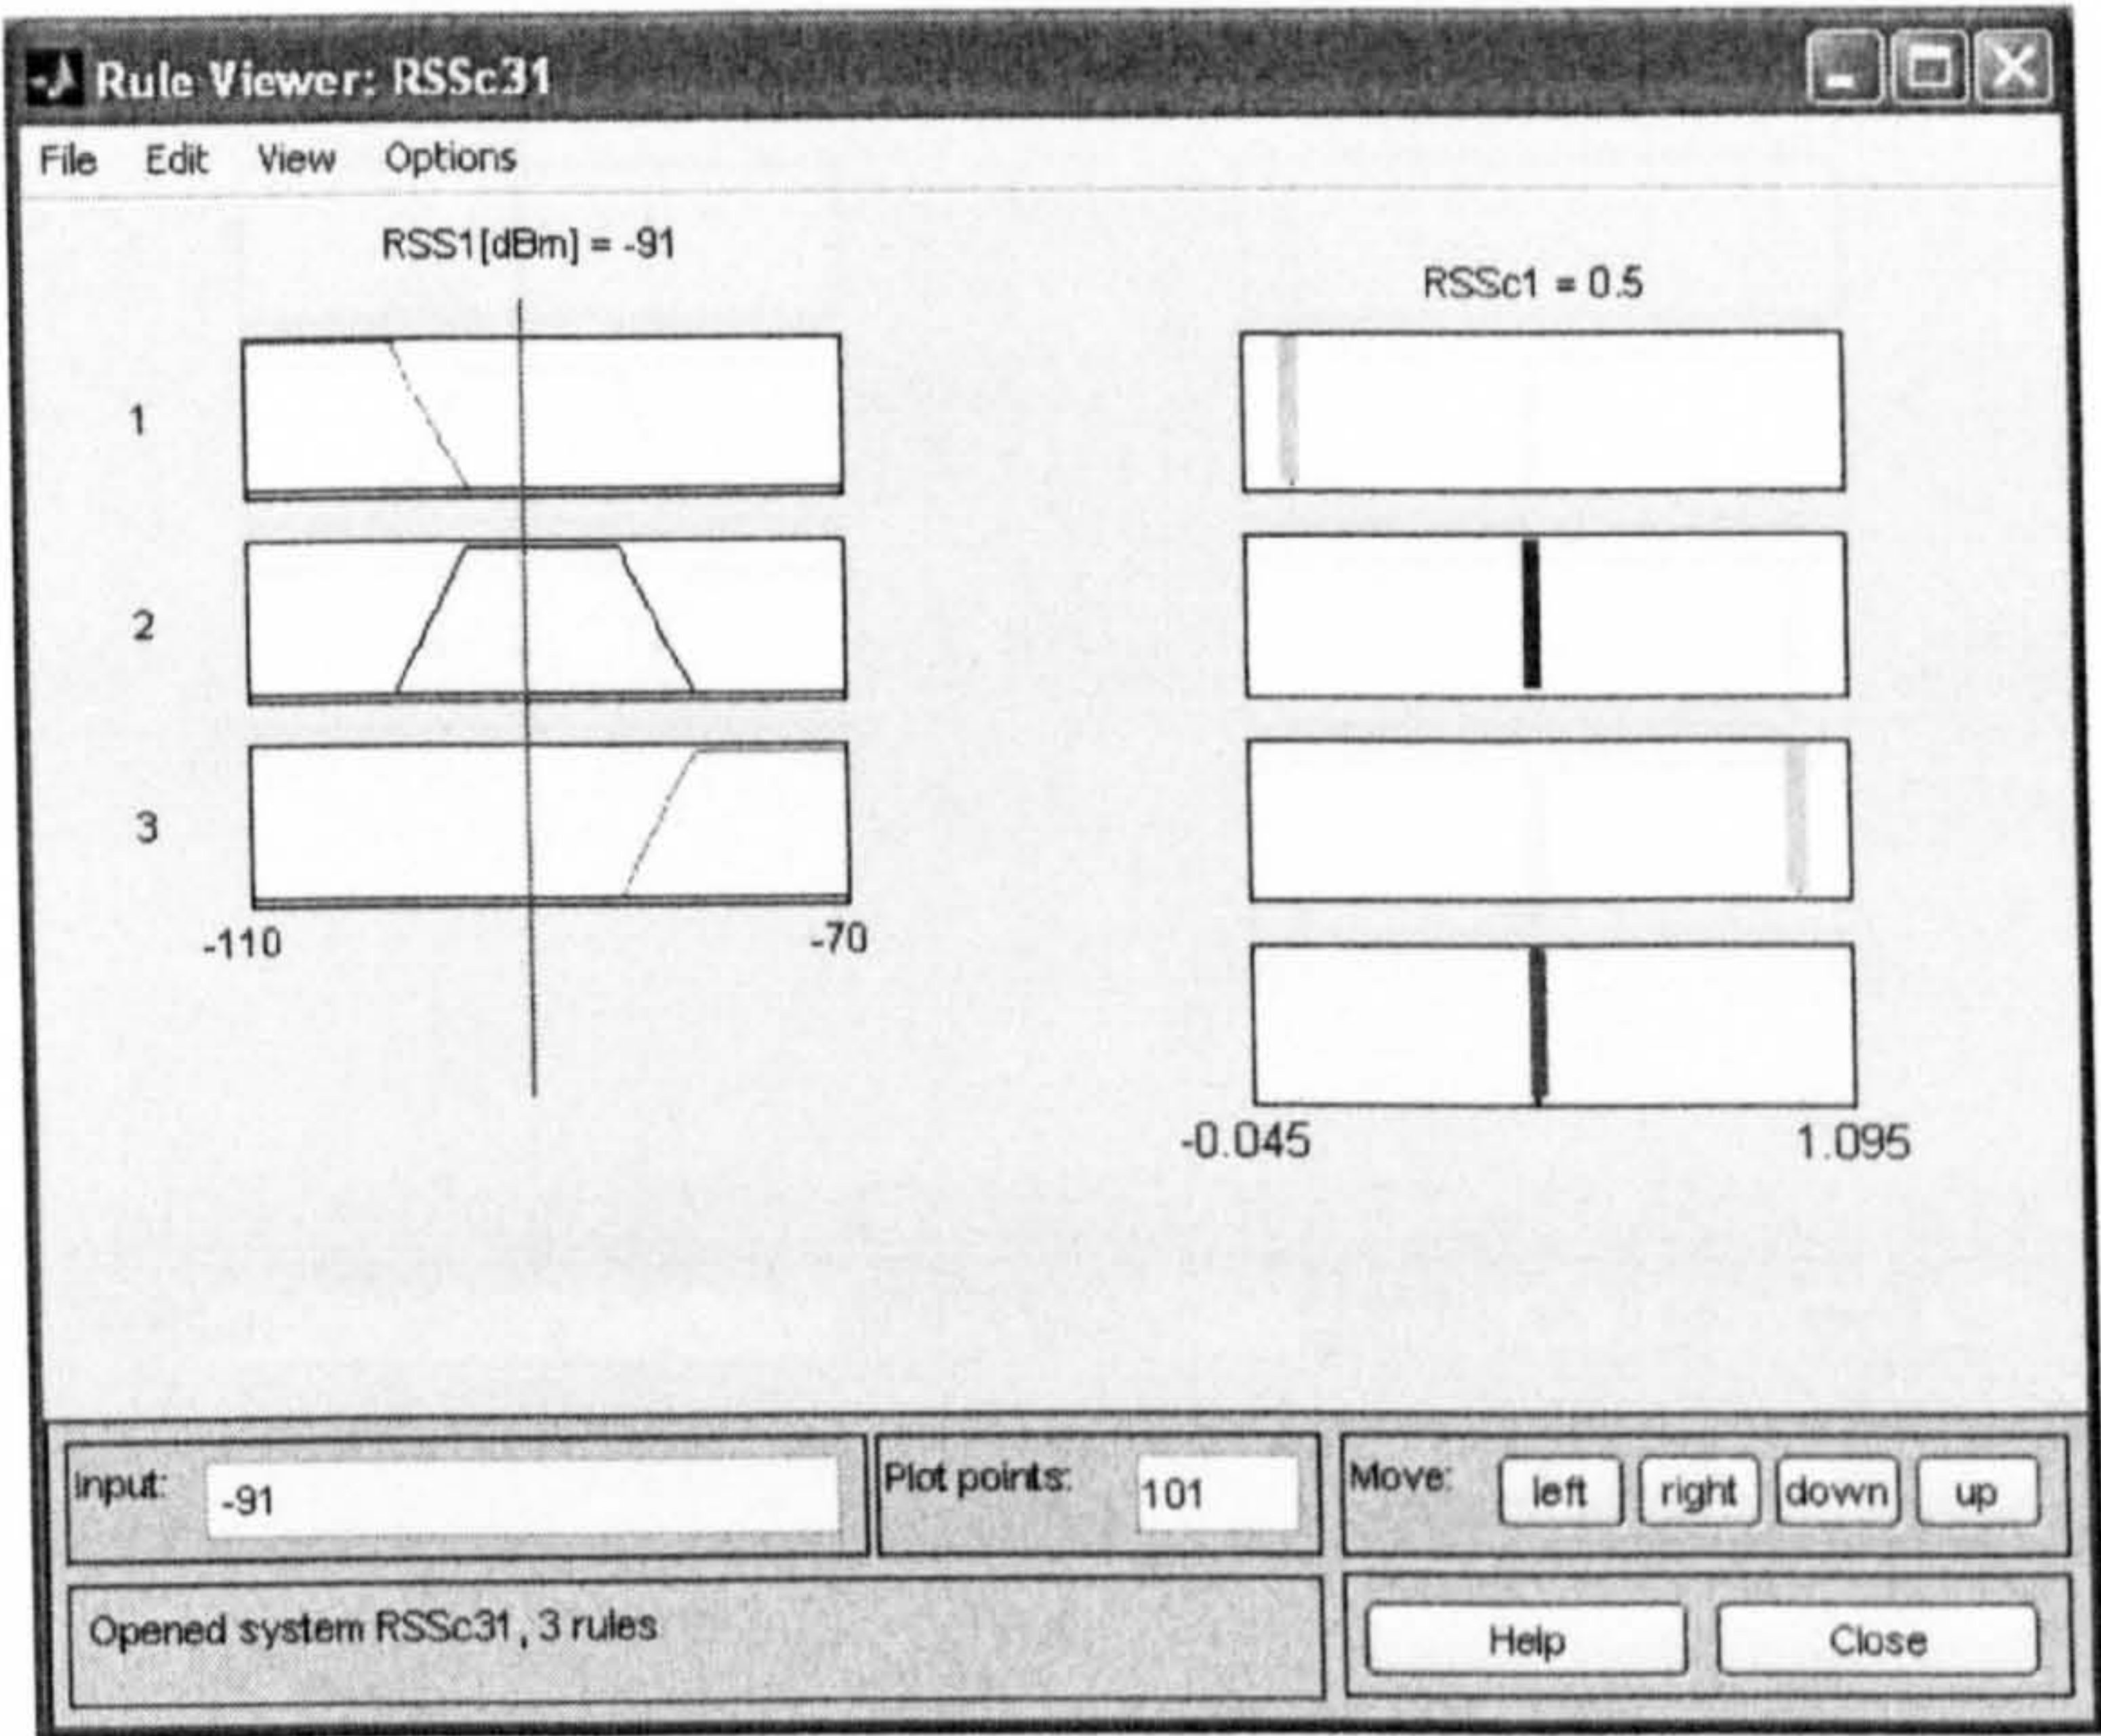 Rule Viewer: RSSc31
File Edit View Options
RSS1[dBm] = -91
RSSc1 = 0.5
1
2
3
-110
-70
-0.045
1.095
Input:
-91
Plot points:
101
Move:
left
right
down
up
Opened system RSSc31, 3 rules
Help
Close